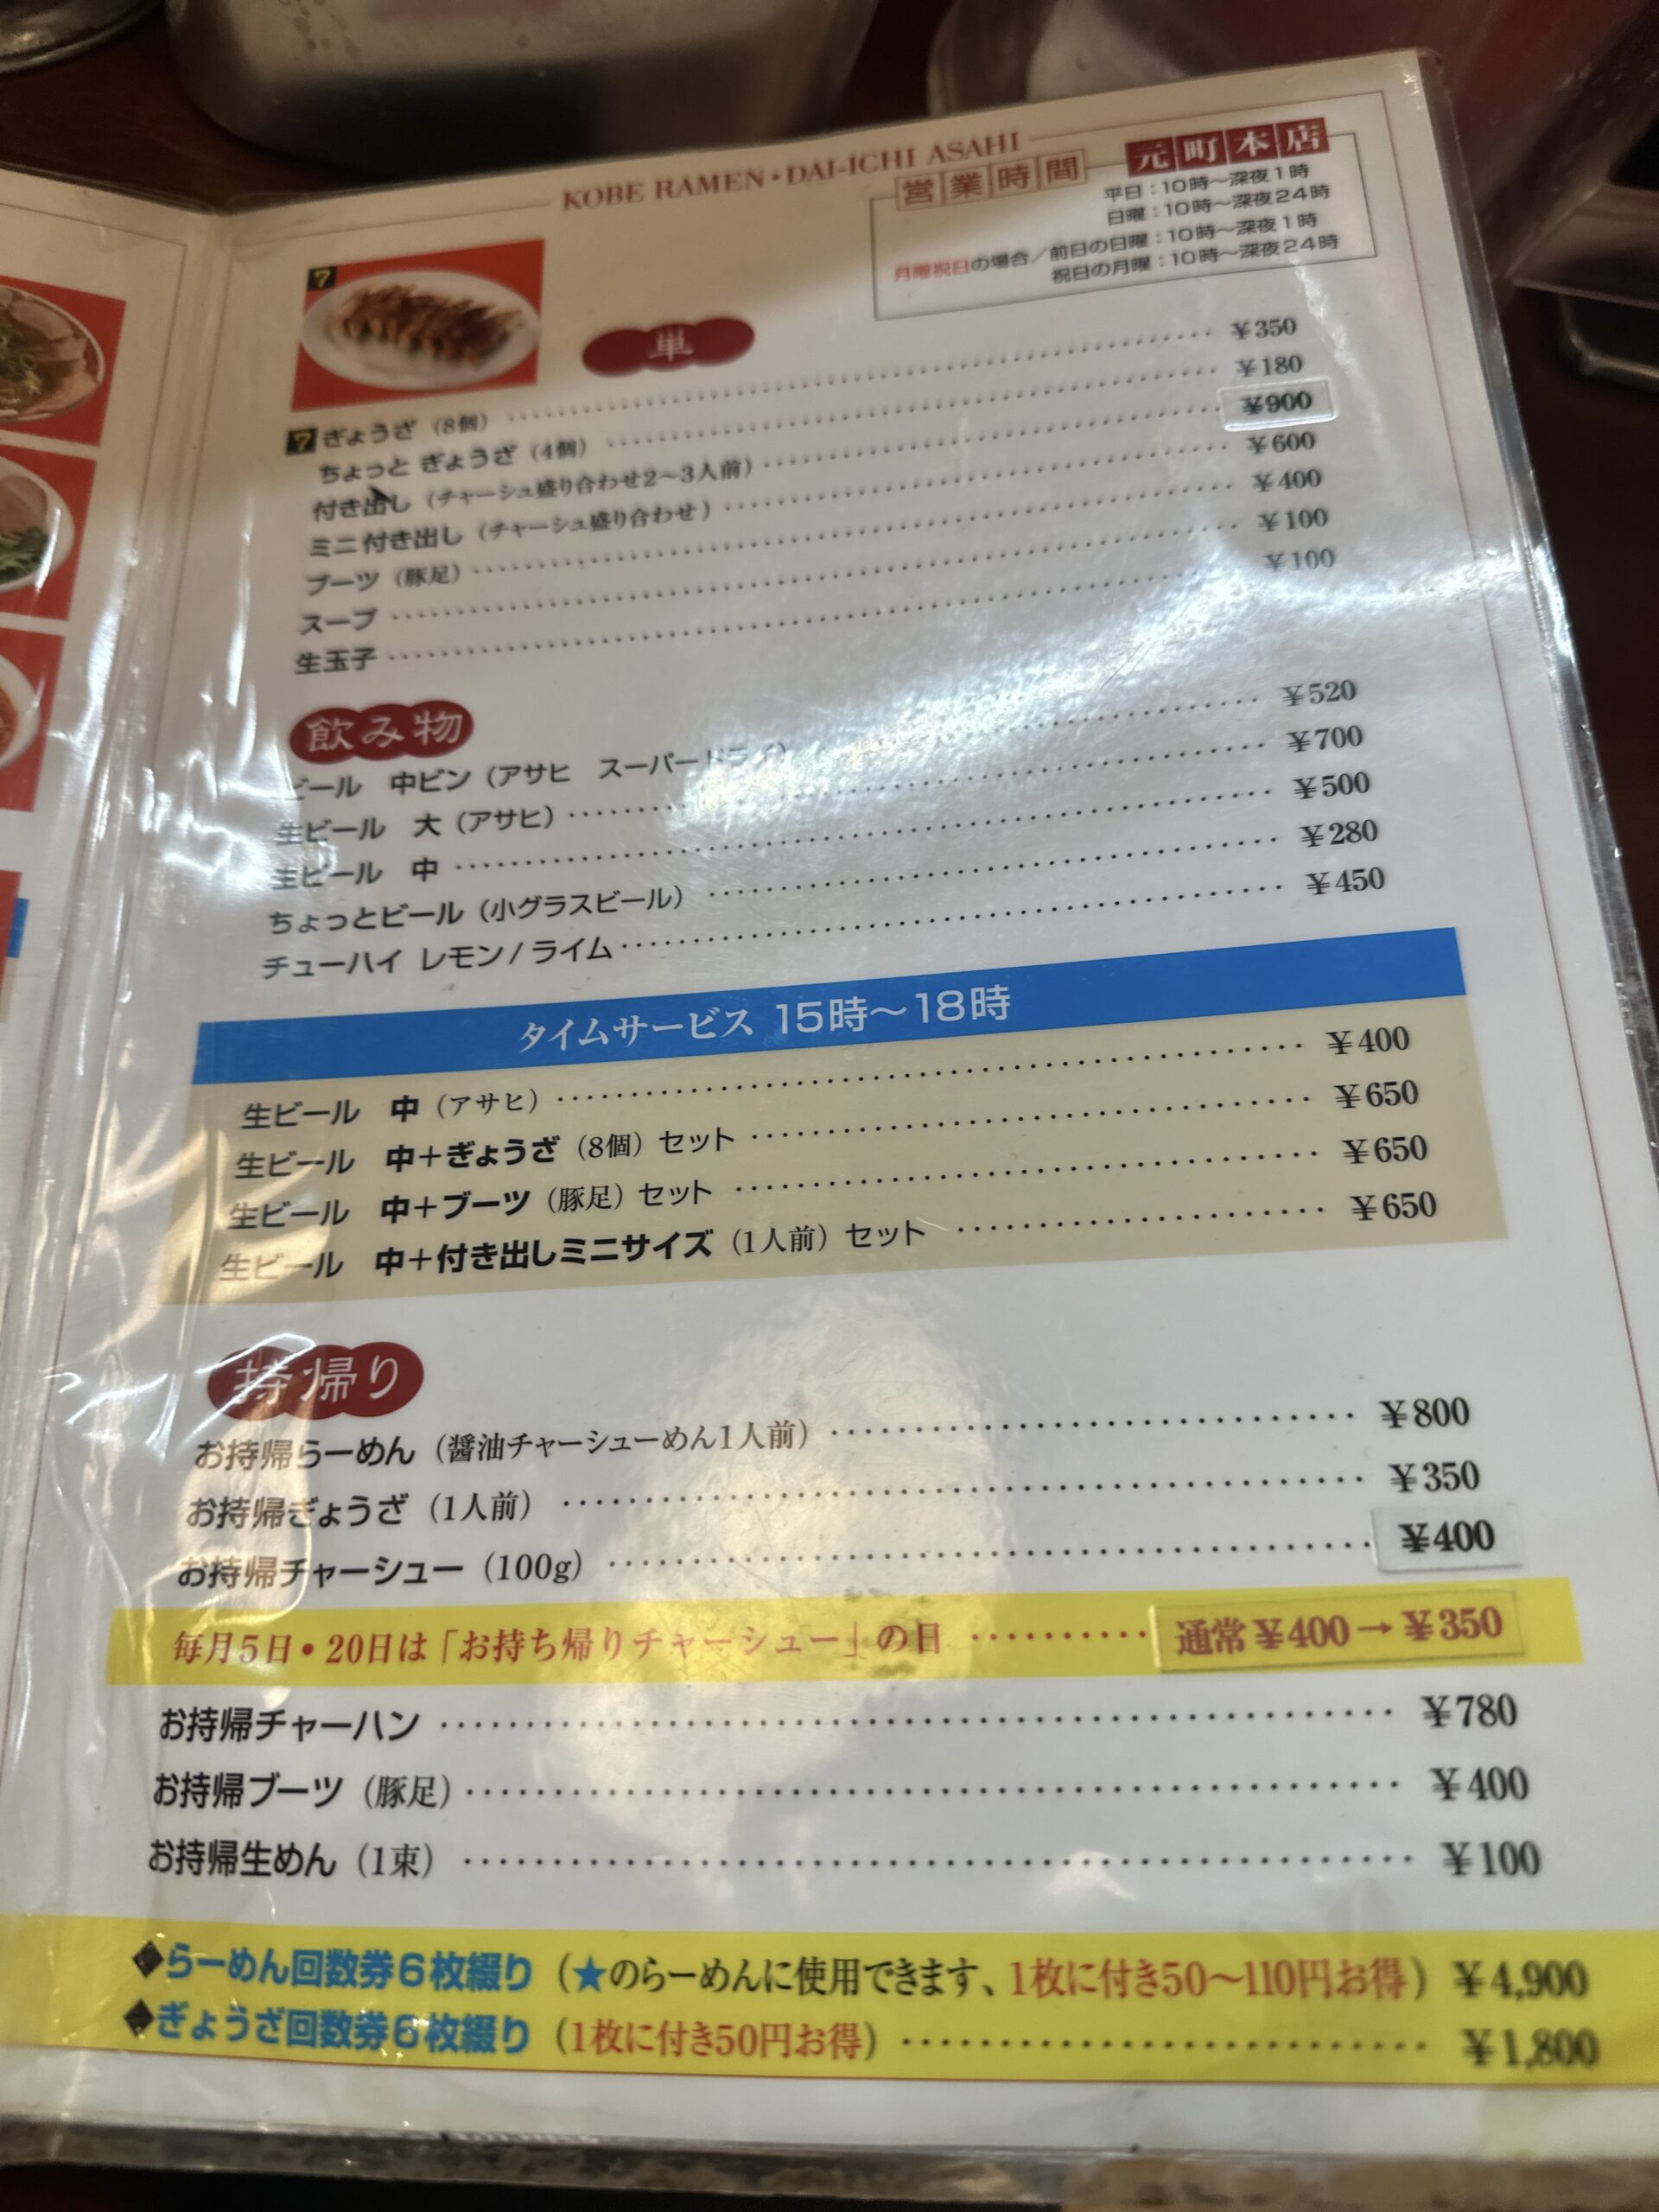 KOBE RAMEN・DAI-ICHI ASAHI
営業時間
元町本店
平日：10時〜深夜1時
日曜：10時〜深夜24時
月曜祝日の場合／前日の日曜：10時〜深夜1時
祝日の月曜：10時〜深夜24時
7
単
7 ぎょうざ（8個） ¥350
ちょっと ぎょうざ（4個） ¥180
付き出し（チャーシュ盛り合わせ2〜3人前） ¥900
ミニ付き出し（チャーシュ盛り合わせ） ¥600
ブーツ（豚足） ¥400
スープ ¥100
生玉子 ¥100
飲み物
ビール 中ビン（アサヒ スーパードライ） ¥520
生ビール 大（アサヒ） ¥700
生ビール 中 ¥500
ちょっとビール（小グラスビール） ¥280
チューハイ レモン/ライム ¥450
タイムサービス 15時〜18時
生ビール 中（アサヒ） ¥400
生ビール 中＋ぎょうざ（8個）セット ¥650
生ビール 中＋ブーツ（豚足）セット ¥650
生ビール 中＋付き出しミニサイズ（1人前）セット ¥650
持帰り
お持帰らーめん（醤油チャーシューめん1人前） ¥800
お持帰ぎょうざ（1人前） ¥350
お持帰チャーシュー（100g） ¥400
毎月5日・20日は「お持ち帰りチャーシュー」の日 通常¥400→¥350
お持帰チャーハン ¥780
お持帰ブーツ（豚足） ¥400
お持帰生めん（1束） ¥100
◆らーめん回数券6枚綴り（★のらーめんに使用できます、1枚に付き50〜110円お得） ¥4,900
◆ぎょうざ回数券6枚綴り（1枚に付き50円お得） ¥1,800